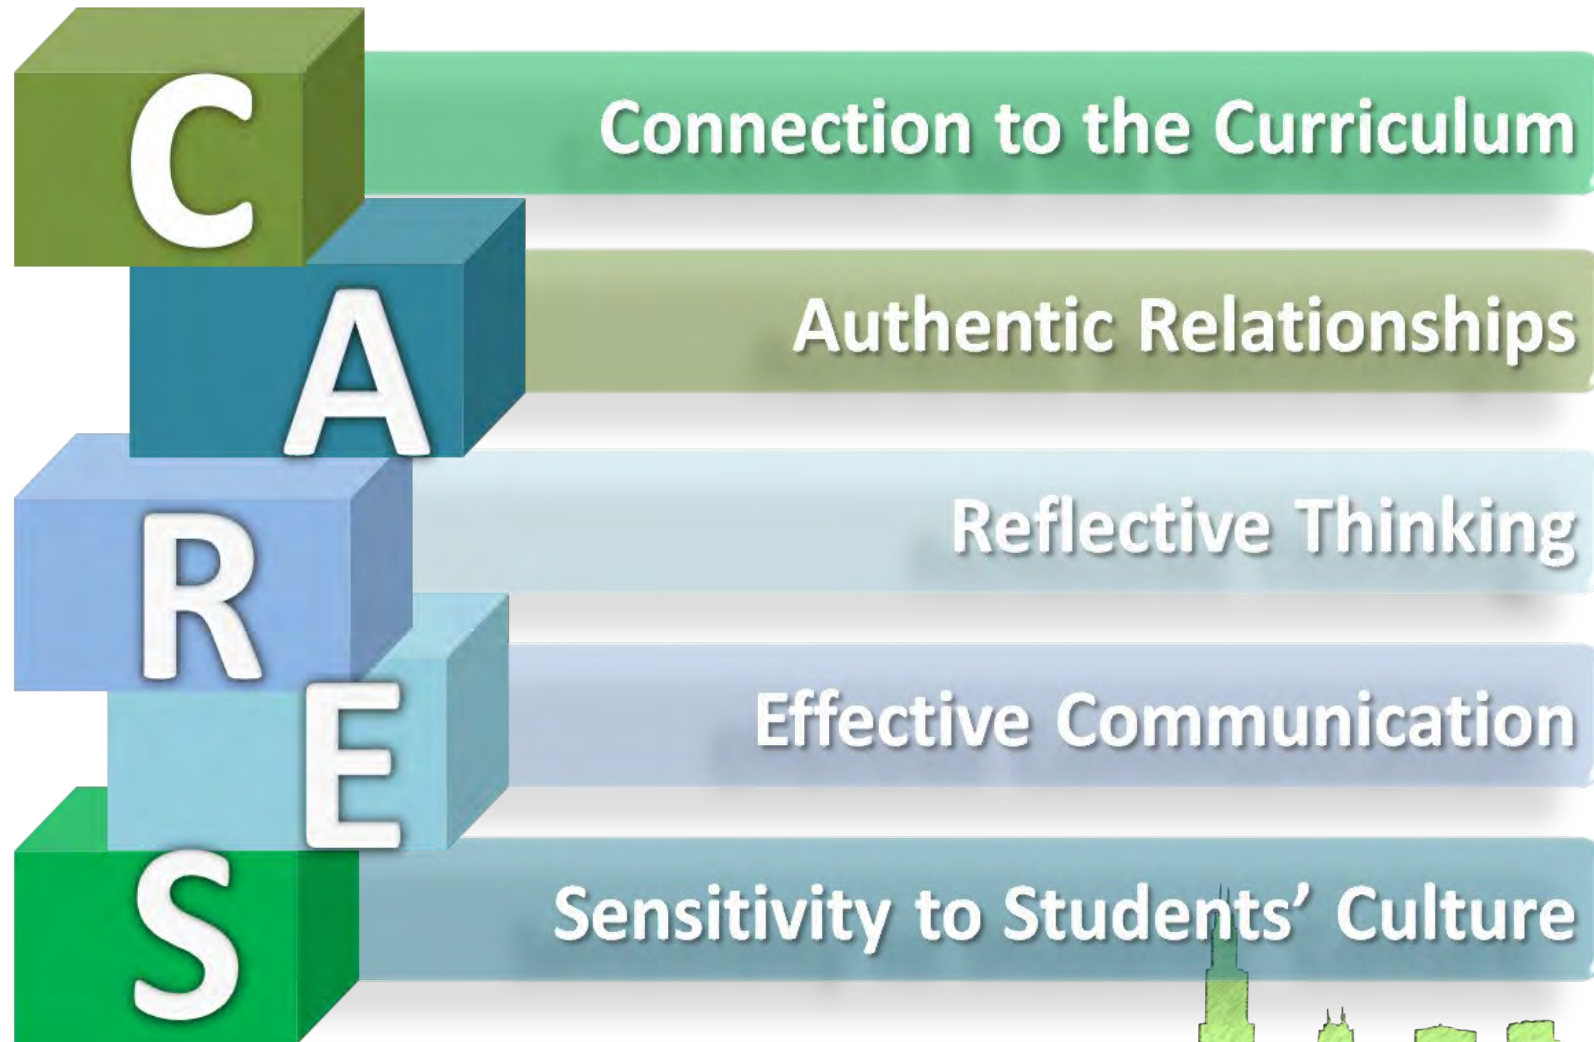 C
Connection to the Curriculum
A
Authentic Relationships
R
Reflective Thinking
E
Effective Communication
S
Sensitivity to Students’ Culture